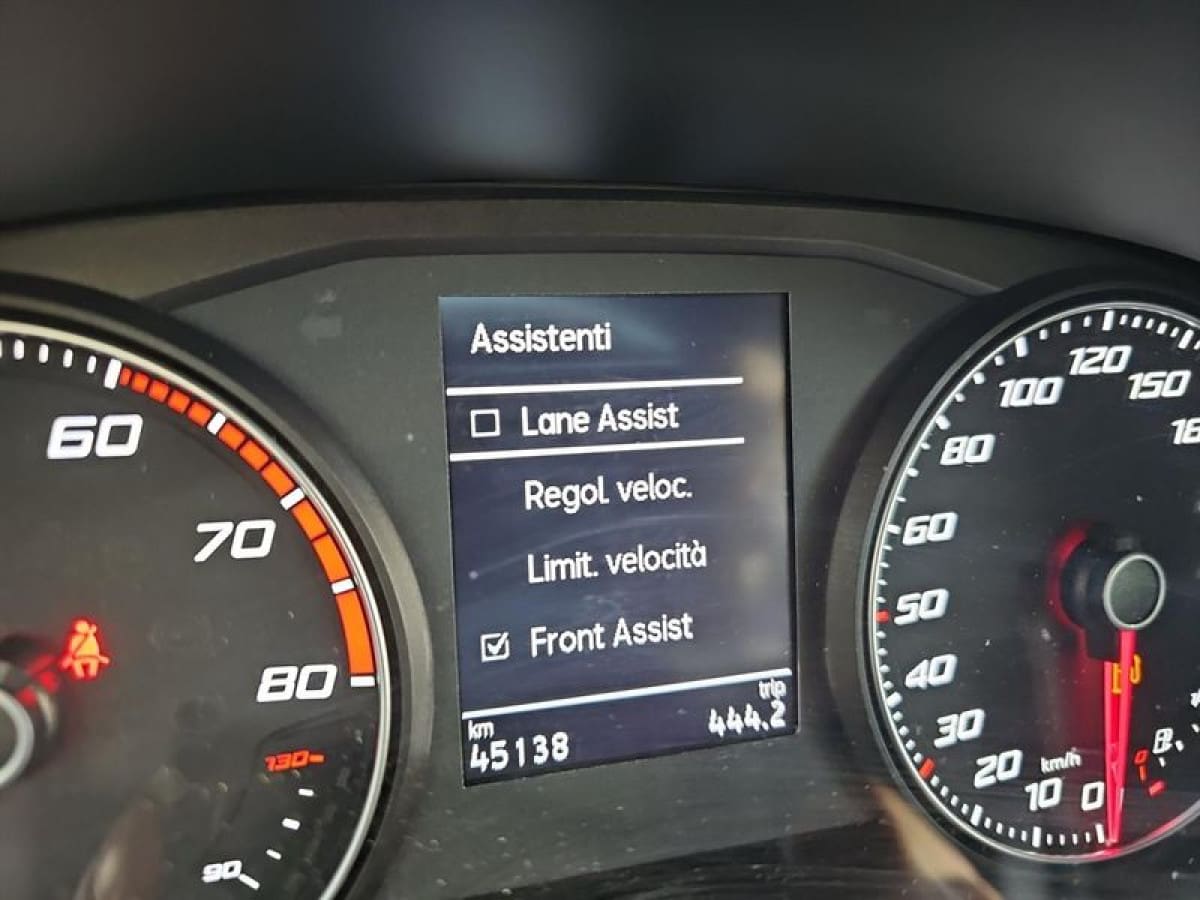 Assistenti
Lane Assist
Regol. veloc.
Limit. velocità
Front Assist
km
45138
trip
444.2
60
70
80
130
90
120
100
150
80
60
50
40
30
20
10
0
km/h